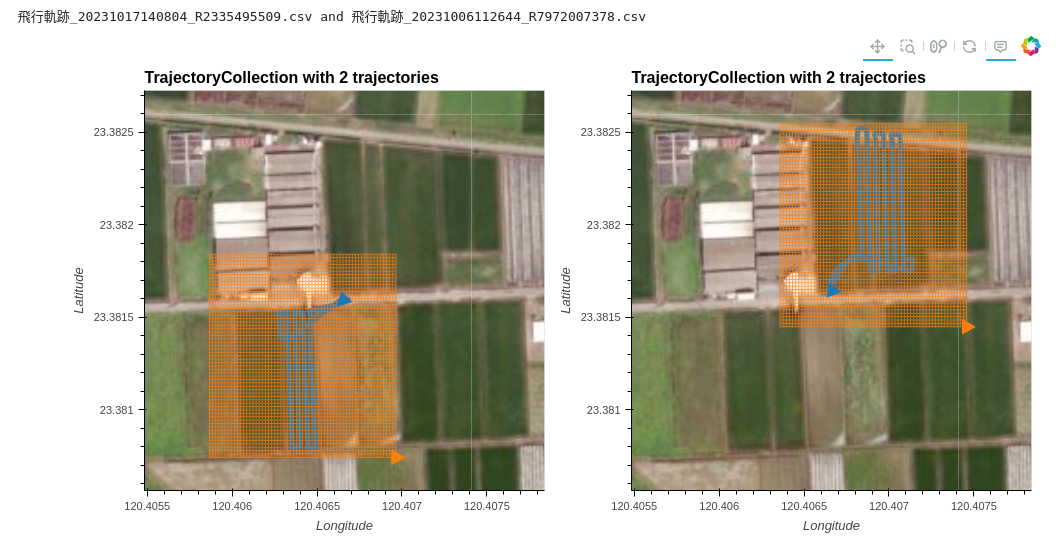 飛行軌跡_20231017140804_R2335495509.csv and 飛行軌跡_20231006112644_R7972007378.csv
TrajectoryCollection with 2 trajectories
23.3825
23.382
23.3815
23.381
Latitude
120.4055
120.406
120.4065
120.407
120.4075
Longitude
TrajectoryCollection with 2 trajectories
23.3825
23.382
23.3815
23.381
Latitude
120.4055
120.406
120.4065
120.407
120.4075
Longitude